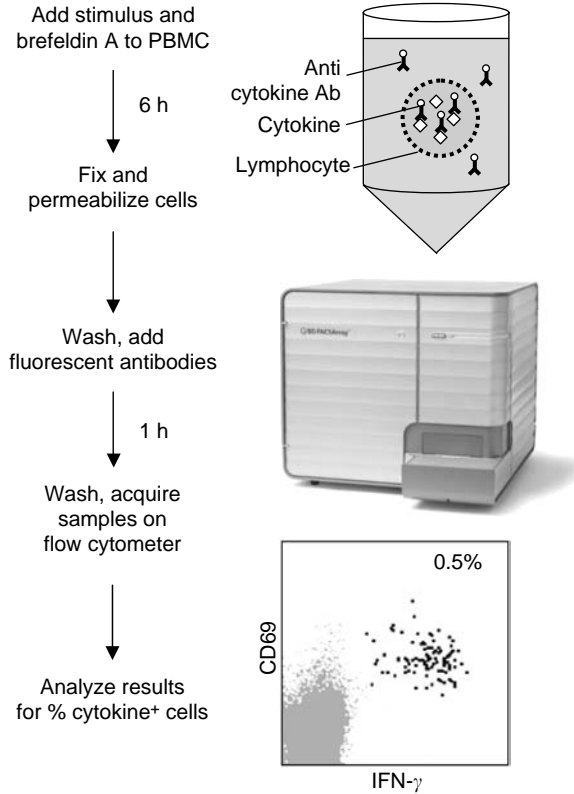 Add stimulus and
brefeldin A to PBMC
6 h
Fix and
permeabilize cells
Wash, add
fluorescent antibodies
1 h
Wash, acquire
samples on
flow cytometer
Analyze results
for % cytokine⁺ cells
Anti
cytokine Ab
Cytokine
Lymphocyte
BD FACSArray™
0.5%
CD69
IFN-γ